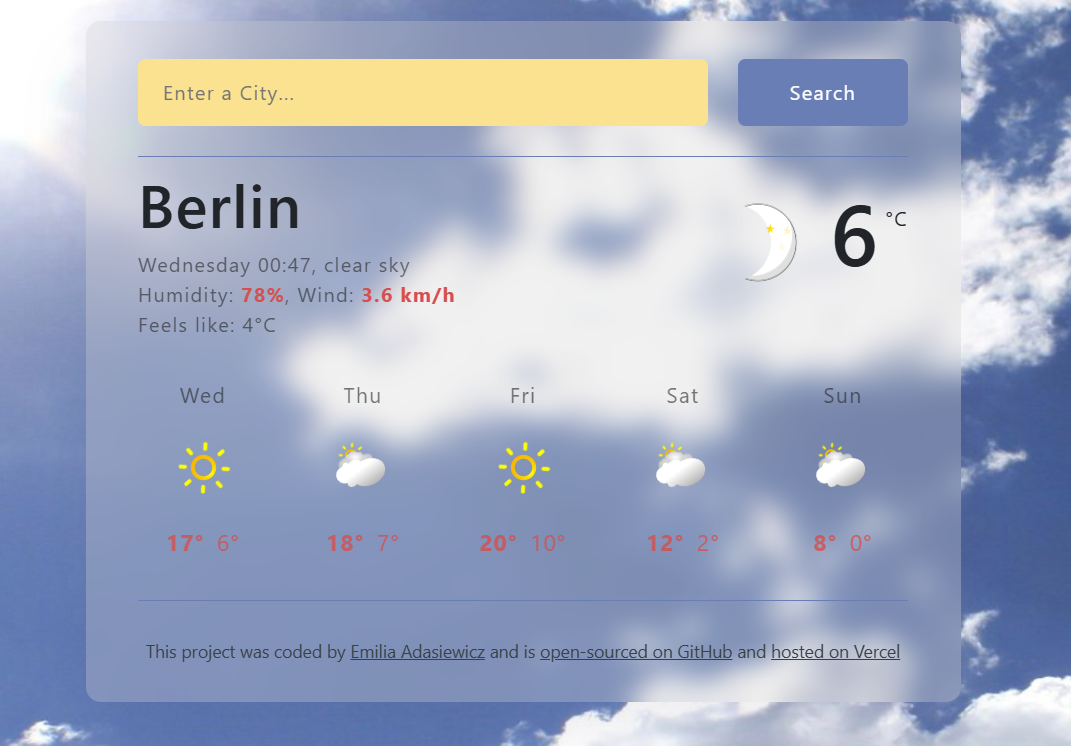 Enter a City...
Search
Berlin
6 °C
Wednesday 00:47, clear sky
Humidity: 78%, Wind: 3.6 km/h
Feels like: 4°C
Wed Thu Fri Sat Sun
17° 6° 18° 7° 20° 10° 12° 2° 8° 0°
This project was coded by Emilia Adasiewicz and is open-sourced on GitHub and hosted on Vercel